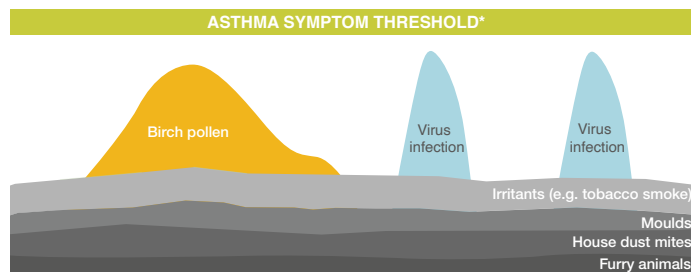 ASTHMA SYMPTOM THRESHOLD*
Birch pollen
Virus
infection
Virus
infection
Irritants (e.g. tobacco smoke)
Moulds
House dust mites
Furry animals